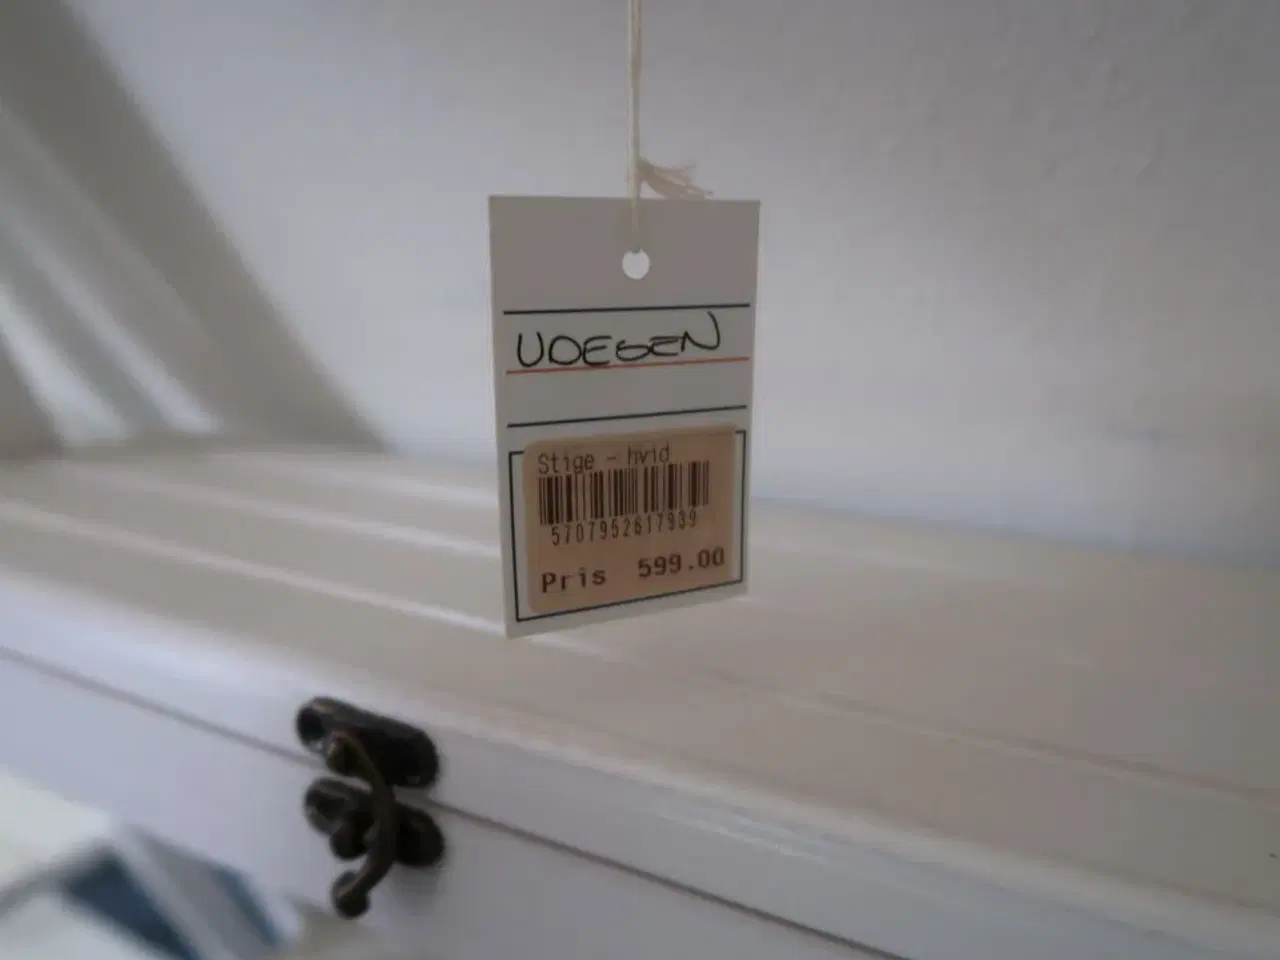 UDEGEN
Stige - hvid
5707952617939
Pris 599.00